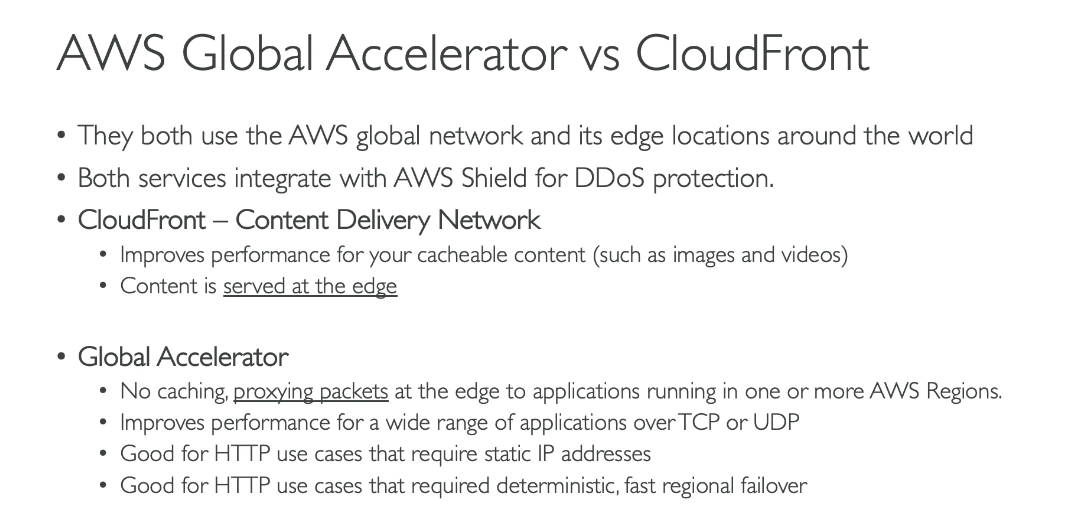 AWS Global Accelerator vs CloudFront
• They both use the AWS global network and its edge locations around the world
• Both services integrate with AWS Shield for DDoS protection.
• CloudFront – Content Delivery Network
• Improves performance for your cacheable content (such as images and videos)
• Content is served at the edge
• Global Accelerator
• No caching, proxying packets at the edge to applications running in one or more AWS Regions.
• Improves performance for a wide range of applications over TCP or UDP
• Good for HTTP use cases that require static IP addresses
• Good for HTTP use cases that required deterministic, fast regional failover